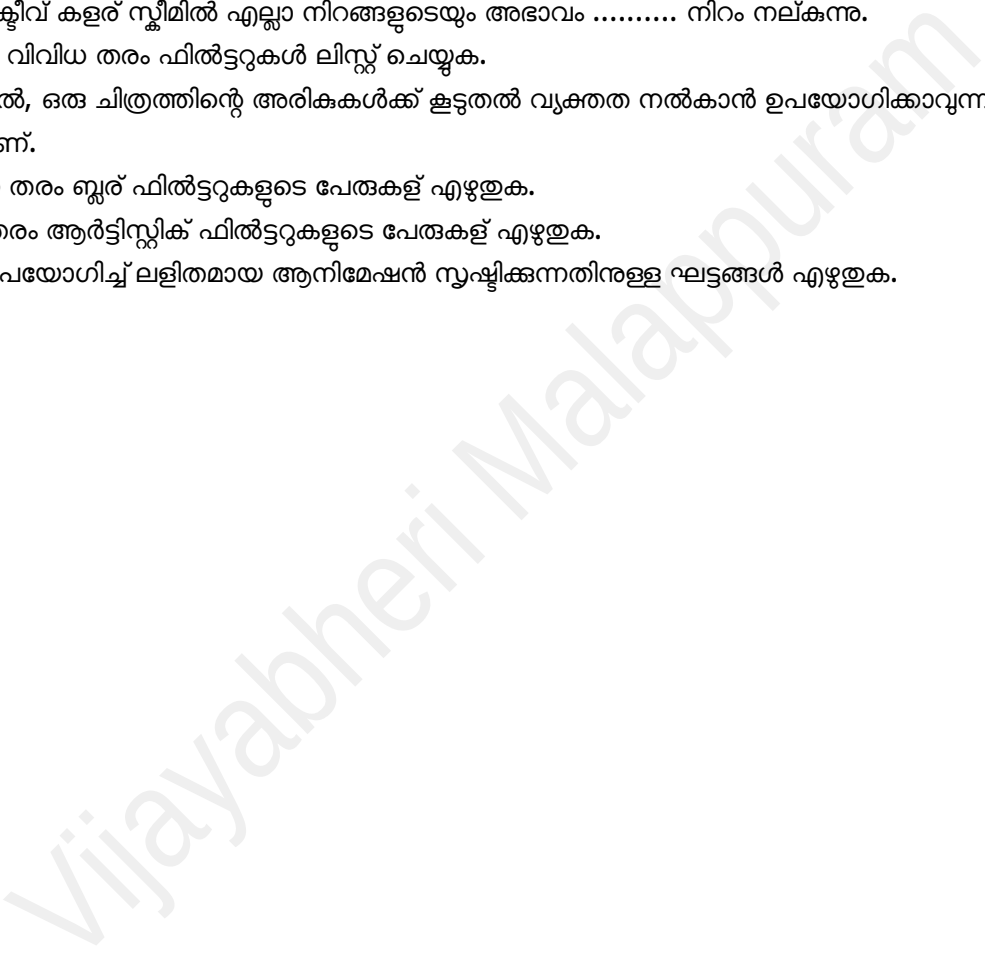 ക്ടീവ് കളര് സ്കീമിൽ എല്ലാ നിറങ്ങളുടെയും അഭാവം .......... നിറം നല്കുന്നു.
വിവിധ തരം ഫിൽട്ടറുകൾ ലിസ്റ്റ് ചെയ്യുക.
ൽ, ഒരു ചിത്രത്തിന്റെ അരികുകൾക്ക് കൂടുതൽ വ്യക്തത നൽകാൻ ഉപയോഗിക്കാവുന്ന
ണ്.
തരം ബ്ലര് ഫിൽട്ടറുകളുടെ പേരുകള് എഴുതുക.
രം ആർട്ടിസ്റ്റിക് ഫിൽട്ടറുകളുടെ പേരുകള് എഴുതുക.
പയോഗിച്ച് ലളിതമായ ആനിമേഷൻ സൃഷ്ടിക്കുന്നതിനുള്ള ഘട്ടങ്ങൾ എഴുതുക.
Vijayabheri Malappuram